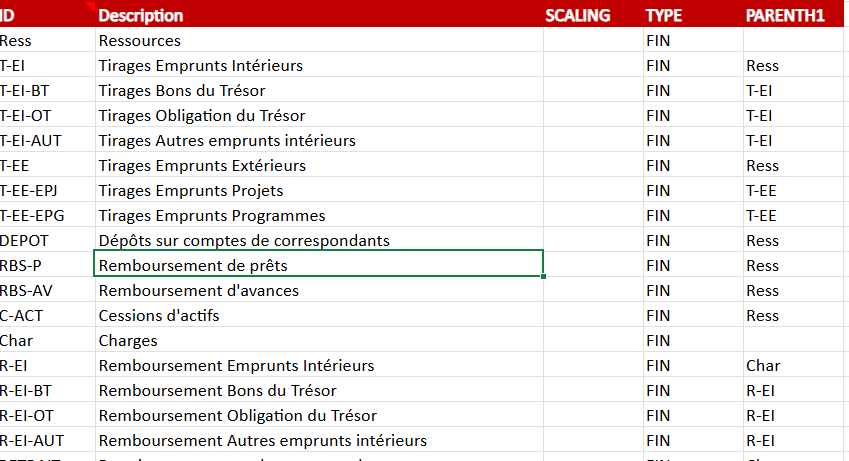 ID Description SCALING TYPE PARENTH1
Ress Ressources FIN
T-EI Tirages Emprunts Intérieurs FIN Ress
T-EI-BT Tirages Bons du Trésor FIN T-EI
T-EI-OT Tirages Obligation du Trésor FIN T-EI
T-EI-AUT Tirages Autres emprunts intérieurs FIN T-EI
T-EE Tirages Emprunts Extérieurs FIN Ress
T-EE-EPJ Tirages Emprunts Projets FIN T-EE
T-EE-EPG Tirages Emprunts Programmes FIN T-EE
DEPOT Dépôts sur comptes de correspondants FIN Ress
RBS-P Remboursement de prêts FIN Ress
RBS-AV Remboursement d'avances FIN Ress
C-ACT Cessions d'actifs FIN Ress
Char Charges FIN
R-EI Remboursement Emprunts Intérieurs FIN Char
R-EI-BT Remboursement Bons du Trésor FIN R-EI
R-EI-OT Remboursement Obligation du Trésor FIN R-EI
R-EI-AUT Remboursement Autres emprunts intérieurs FIN R-EI